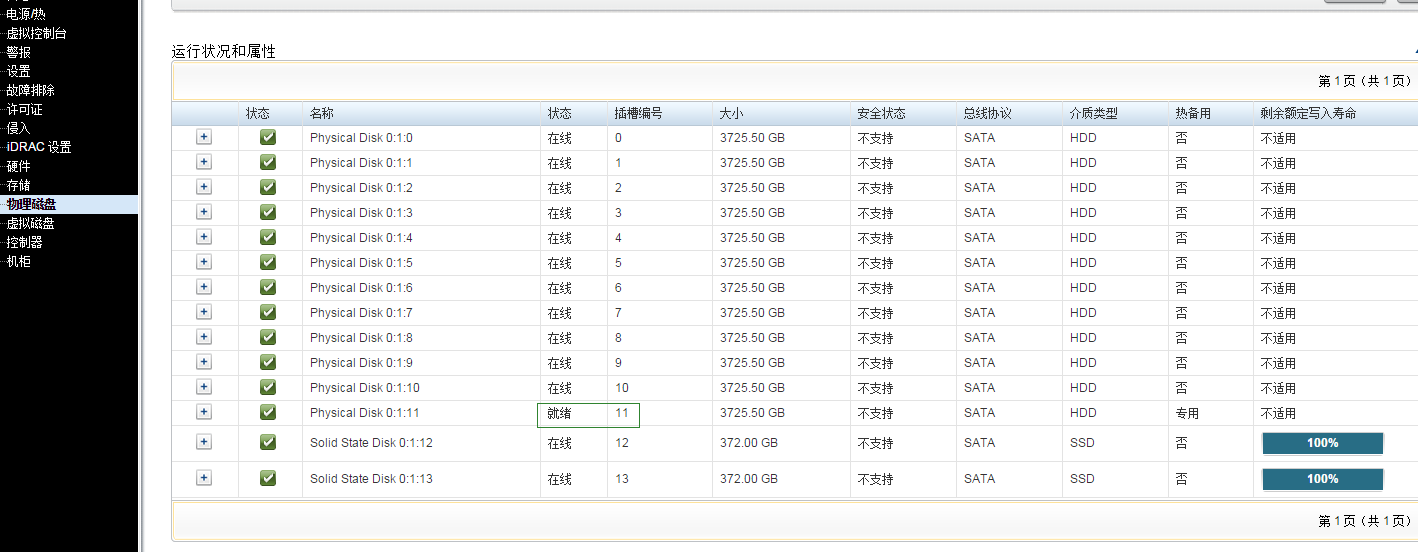 电源/热
虚拟控制台
警报
设置
故障排除
许可证
侵入
iDRAC 设置
硬件
存储
物理磁盘
虚拟磁盘
控制器
机柜
运行状况和属性
第 1 页（共 1 页）
状态 名称 状态 插槽编号 大小 安全状态 总线协议 介质类型 热备用 剩余额定写入寿命
Physical Disk 0:1:0 在线 0 3725.50 GB 不支持 SATA HDD 否 不适用
Physical Disk 0:1:1 在线 1 3725.50 GB 不支持 SATA HDD 否 不适用
Physical Disk 0:1:2 在线 2 3725.50 GB 不支持 SATA HDD 否 不适用
Physical Disk 0:1:3 在线 3 3725.50 GB 不支持 SATA HDD 否 不适用
Physical Disk 0:1:4 在线 4 3725.50 GB 不支持 SATA HDD 否 不适用
Physical Disk 0:1:5 在线 5 3725.50 GB 不支持 SATA HDD 否 不适用
Physical Disk 0:1:6 在线 6 3725.50 GB 不支持 SATA HDD 否 不适用
Physical Disk 0:1:7 在线 7 3725.50 GB 不支持 SATA HDD 否 不适用
Physical Disk 0:1:8 在线 8 3725.50 GB 不支持 SATA HDD 否 不适用
Physical Disk 0:1:9 在线 9 3725.50 GB 不支持 SATA HDD 否 不适用
Physical Disk 0:1:10 在线 10 3725.50 GB 不支持 SATA HDD 否 不适用
Physical Disk 0:1:11 就绪 11 3725.50 GB 不支持 SATA HDD 专用 不适用
Solid State Disk 0:1:12 在线 12 372.00 GB 不支持 SATA SSD 否 100%
Solid State Disk 0:1:13 在线 13 372.00 GB 不支持 SATA SSD 否 100%
第 1 页（共 1 页）